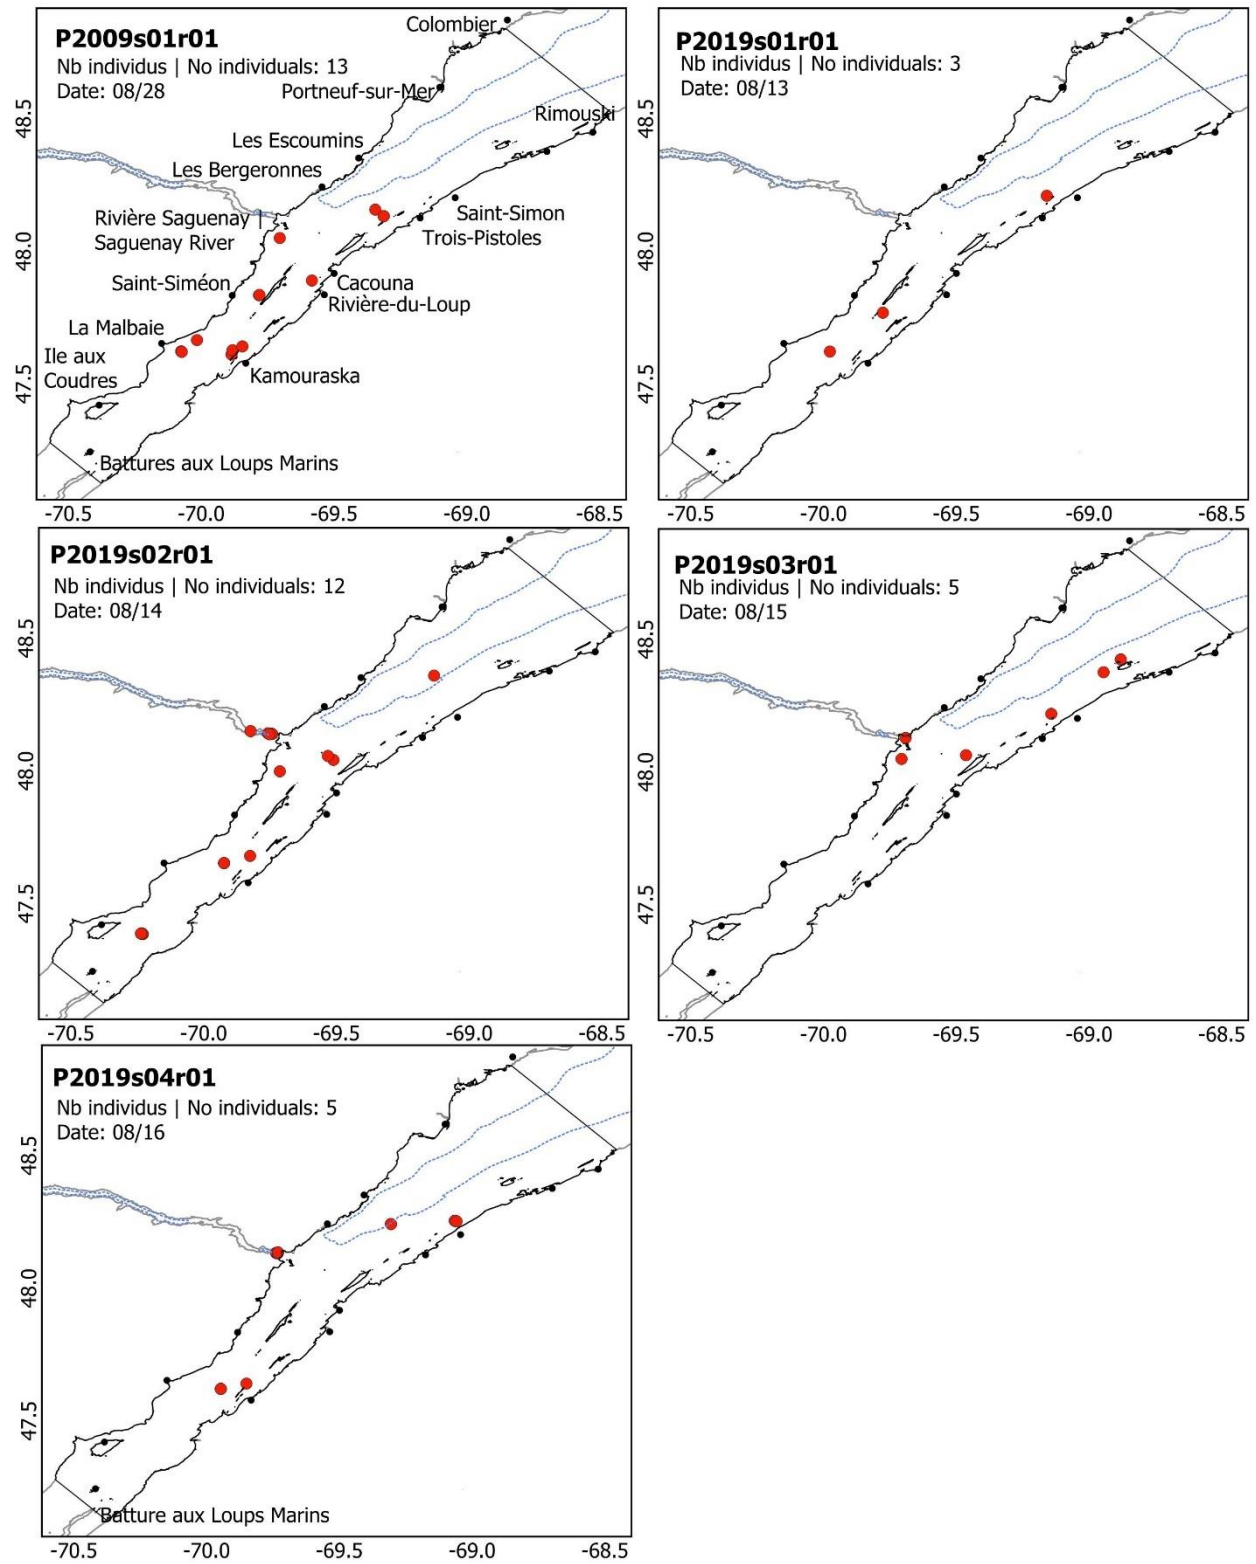 P2009s01r01
Nb individus | No individuals: 13
Date: 08/28
Colombier
Portneuf-sur-Mer
Rimouski
Les Escoumins
Les Bergeronnes
Rivière Saguenay |
Saguenay River
Saint-Simon
Trois-Pistoles
Saint-Siméon
Cacouna
Rivière-du-Loup
La Malbaie
Ile aux
Coudres
Kamouraska
Battures aux Loups Marins
48.5
48.0
47.5
-70.5 -70.0 -69.5 -69.0 -68.5
P2019s01r01
Nb individus | No individuals: 3
Date: 08/13
48.5
48.0
47.5
-70.5 -70.0 -69.5 -69.0 -68.5
P2019s02r01
Nb individus | No individuals: 12
Date: 08/14
48.5
48.0
47.5
-70.5 -70.0 -69.5 -69.0 -68.5
P2019s03r01
Nb individus | No individuals: 5
Date: 08/15
48.5
48.0
47.5
-70.5 -70.0 -69.5 -69.0 -68.5
P2019s04r01
Nb individus | No individuals: 5
Date: 08/16
48.5
48.0
47.5
Batture aux Loups Marins
-70.5 -70.0 -69.5 -69.0 -68.5